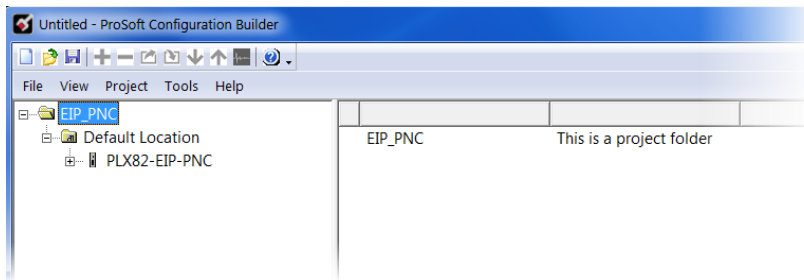 Untitled - ProSoft Configuration Builder
File View Project Tools Help
EIP_PNC
Default Location
PLX82-EIP-PNC
EIP_PNC This is a project folder